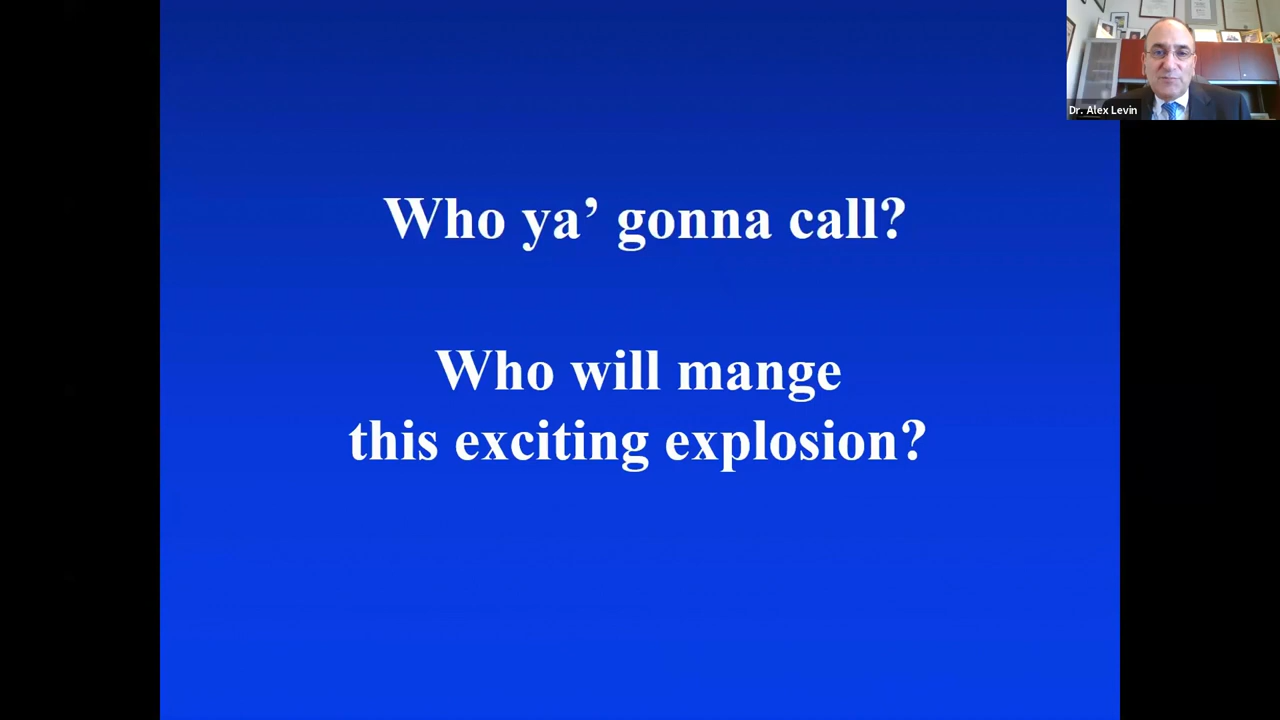 Dr. Alex Levin
Who ya’ gonna call?
Who will mange
this exciting explosion?